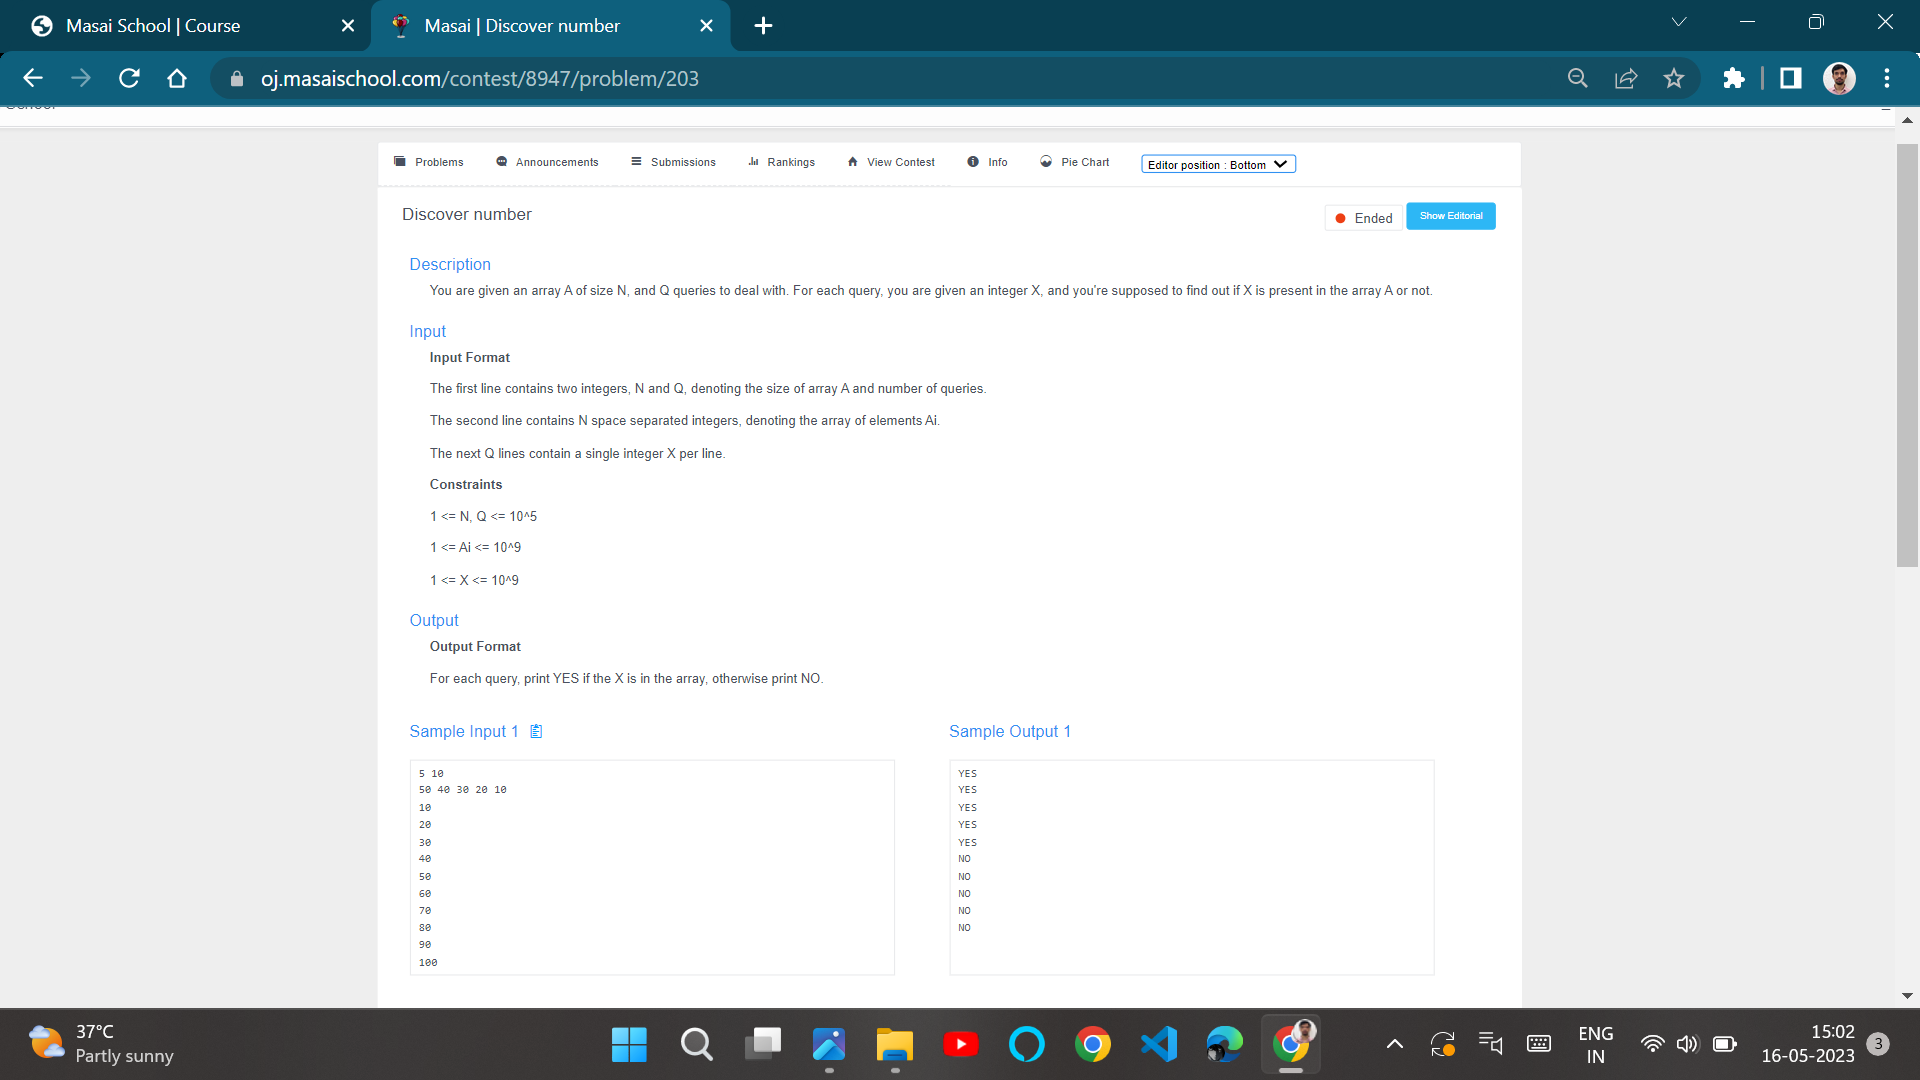 Masai School | Course
Masai | Discover number
oj.masaischool.com/contest/8947/problem/203
Problems
Announcements
Submissions
Rankings
View Contest
Info
Pie Chart
Editor position : Bottom
Discover number
Ended
Show Editorial
Description
You are given an array A of size N, and Q queries to deal with. For each query, you are given an integer X, and you're supposed to find out if X is present in the array A or not.
Input
Input Format
The first line contains two integers, N and Q, denoting the size of array A and number of queries.
The second line contains N space separated integers, denoting the array of elements Ai.
The next Q lines contain a single integer X per line.
Constraints
1 <= N, Q <= 10^5
1 <= Ai <= 10^9
1 <= X <= 10^9
Output
Output Format
For each query, print YES if the X is in the array, otherwise print NO.
Sample Input 1
5 10
50 40 30 20 10
10
20
30
40
50
60
70
80
90
100
Sample Output 1
YES
YES
YES
YES
YES
NO
NO
NO
NO
NO
37°C
Partly sunny
ENG
IN
15:02
16-05-2023
3